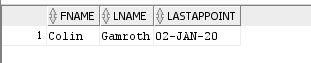 FNAME LNAME LASTAPPOINT
1 Colin Gamroth 02-JAN-20